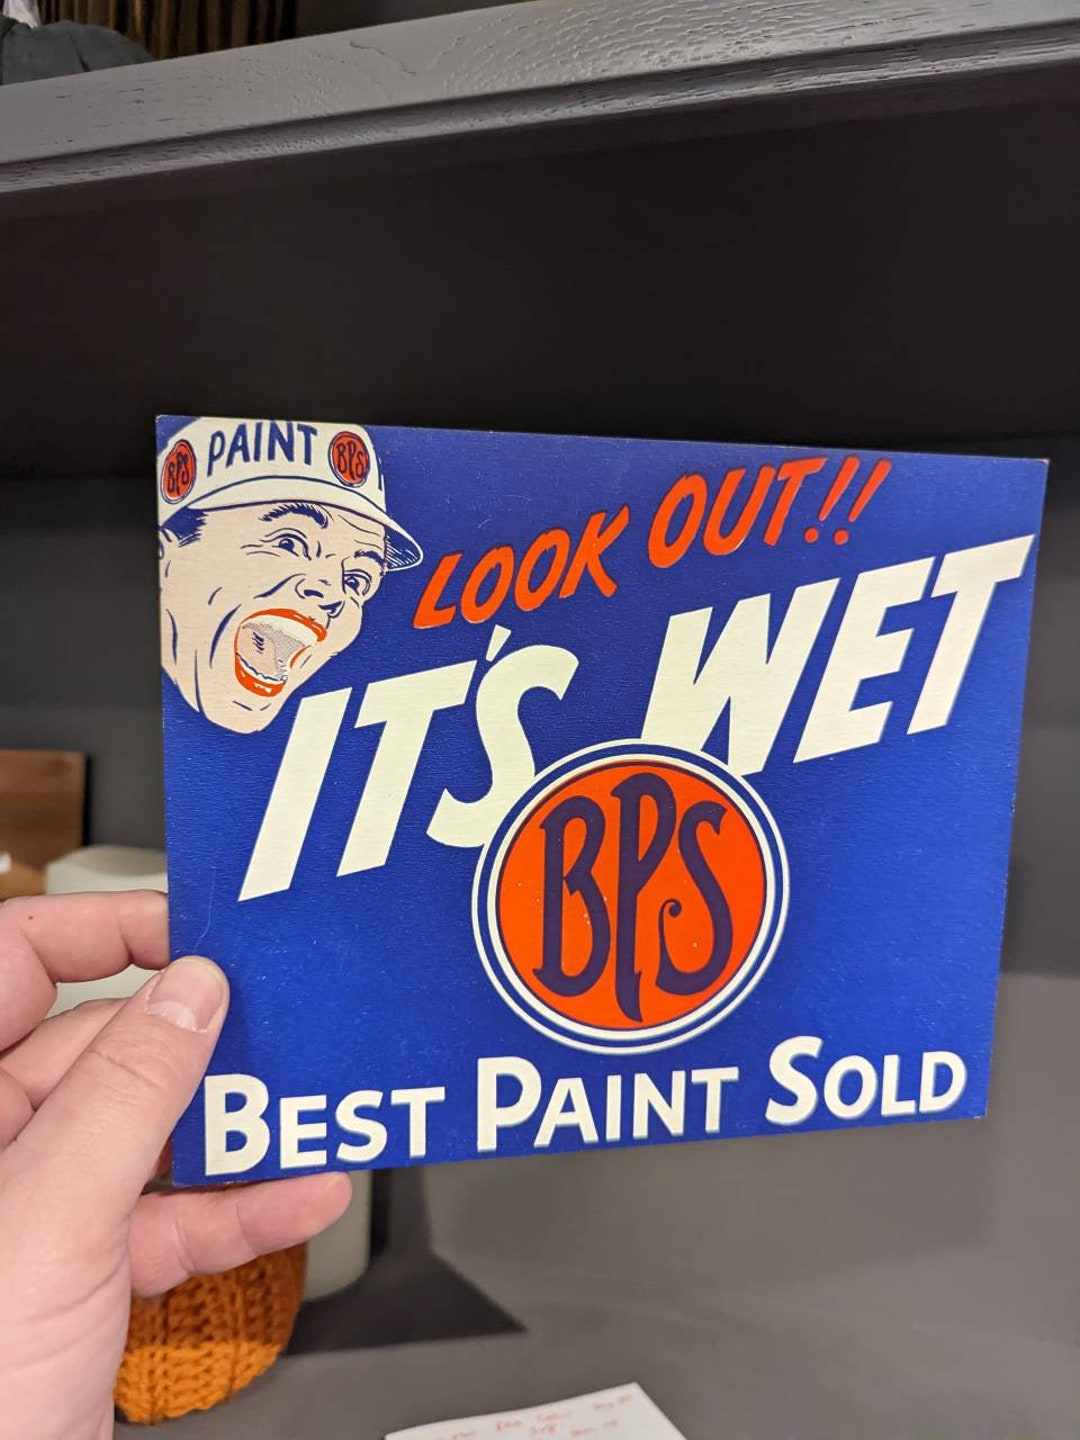 BPS PAINT BPS
LOOK OUT!!
IT'S WET
BPS
BEST PAINT SOLD